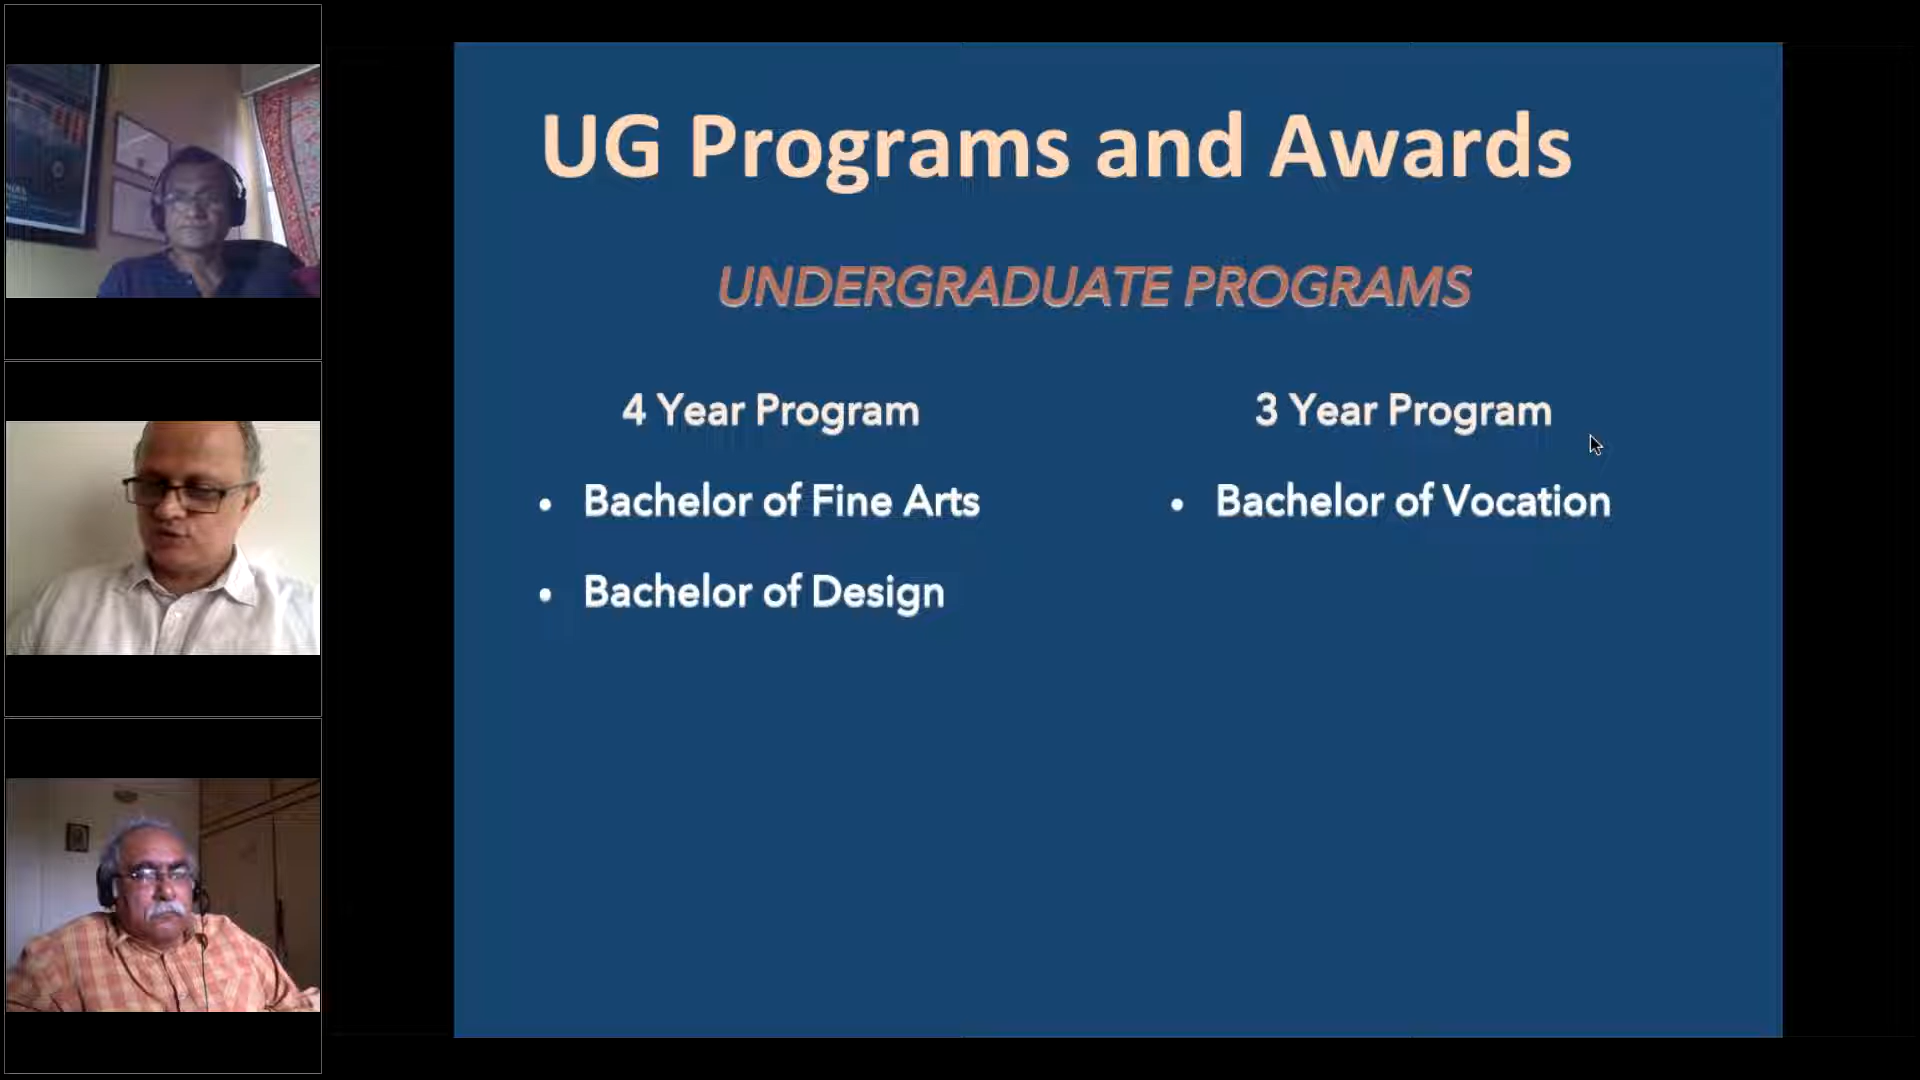 UG Programs and Awards
UNDERGRADUATE PROGRAMS
4 Year Program
• Bachelor of Fine Arts
• Bachelor of Design
3 Year Program
• Bachelor of Vocation